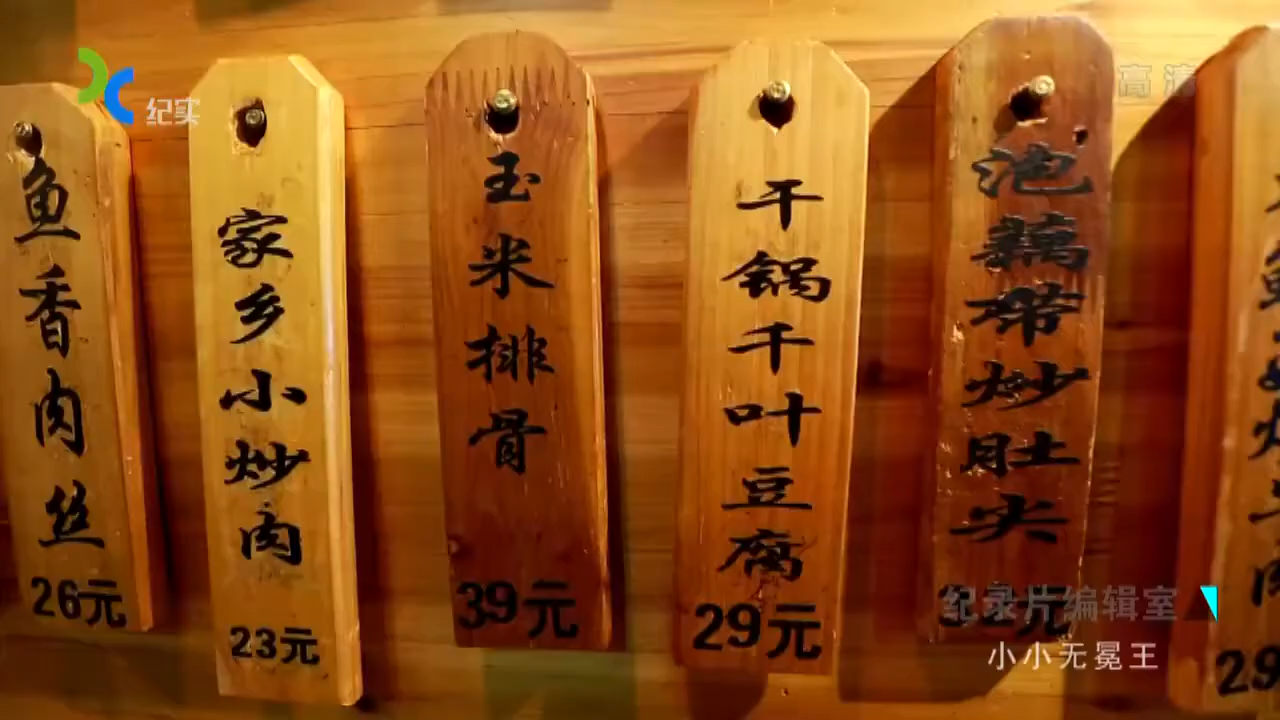 纪实
高清
鱼香肉丝
26元
家乡小炒肉
23元
玉米排骨
39元
干锅千叶豆腐
29元
泡藕带炒肚尖
元
29
纪录片编辑室
小小无冕王